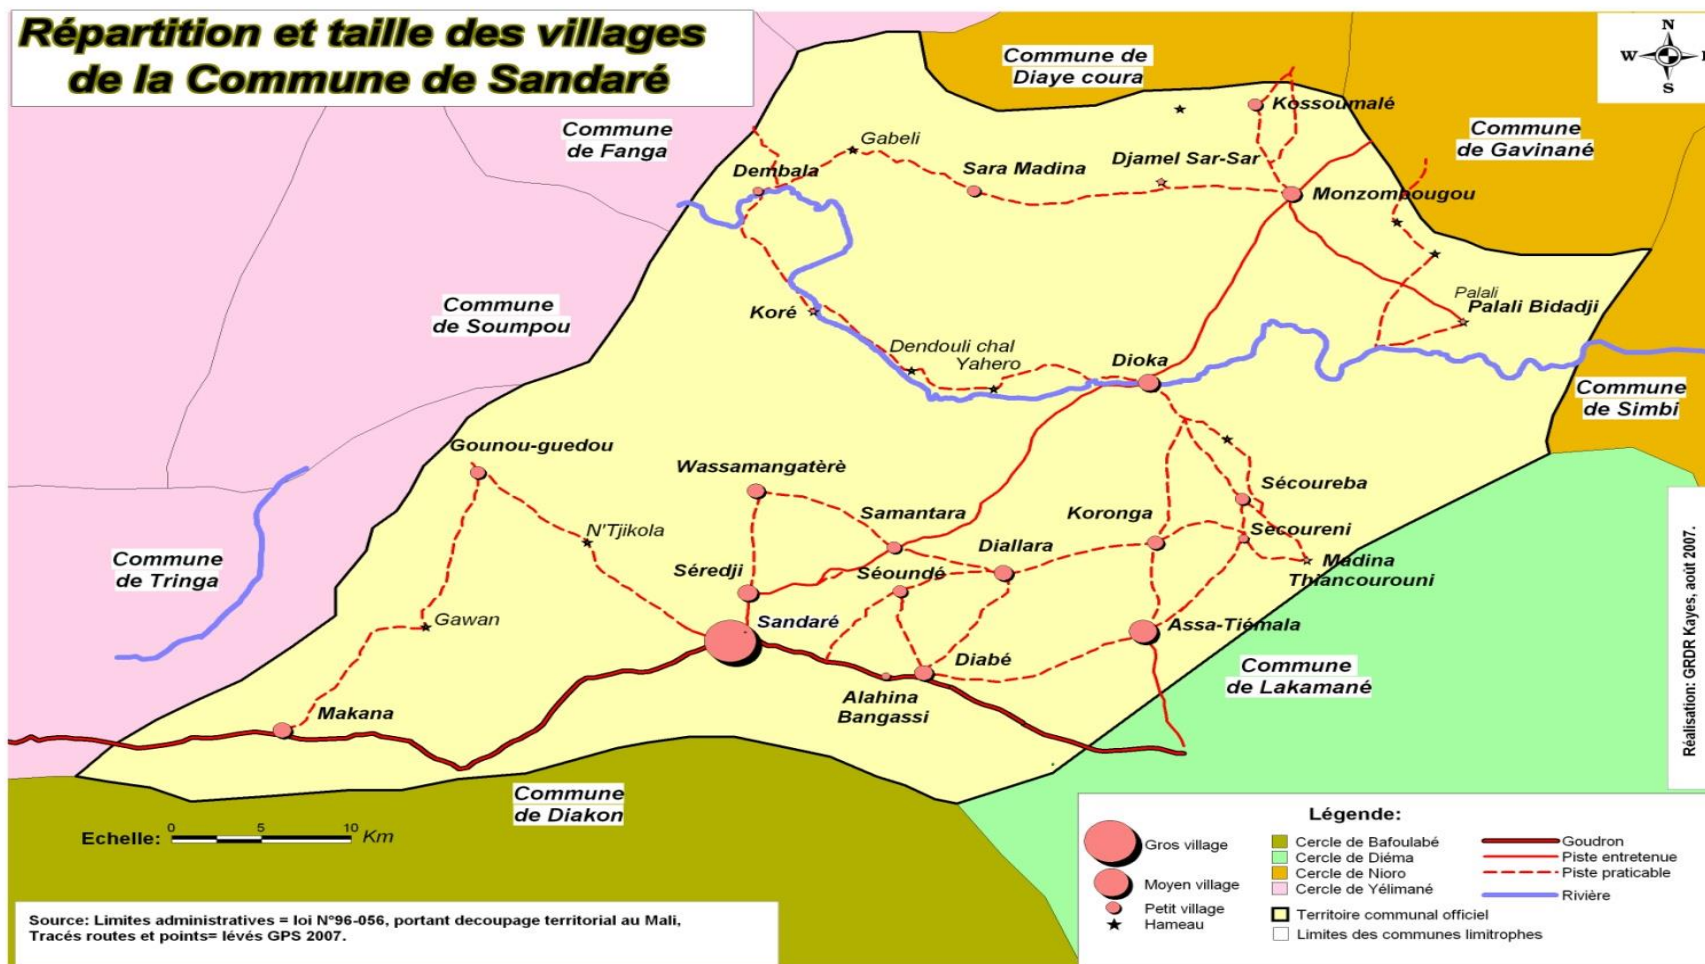 Répartition et taille des villages
de la Commune de Sandaré
N
W
S
Commune de
Diaye coura
Commune
de Fanga
Commune
de Gavinané
Kossoumalé
Gabeli
Dembala
Sara Madina
Djamel Sar-Sar
Monzompougou
Commune
de Soumpou
Koré
Palali
Palali Bidadji
Dendouli chal
Yahero
Dioka
Commune
de Simbi
Gounou-guedou
Wassamangatèrè
Sécoureba
Samantara
Koronga
N'Tjikola
Secoureni
Diallara
Commune
de Tringa
Séredji
Séoundé
Madina
Thiancourouni
Gawan
Sandaré
Assa-Tiémala
Diabé
Commune
de Lakamané
Alahina
Bangassi
Makana
Commune
de Diakon
Réalisation: GRDR Kayes, août 2007.
Echelle: 0 5 10 Km
Légende:
Gros village
Moyen village
Petit village
Hameau
Cercle de Bafoulabé
Cercle de Diéma
Cercle de Nioro
Cercle de Yélimané
Territoire communal officiel
Limites des communes limitrophes
Goudron
Piste entretenue
Piste praticable
Rivière
Source: Limites administratives = loi N°96-056, portant decoupage territorial au Mali,
Tracés routes et points= lévés GPS 2007.